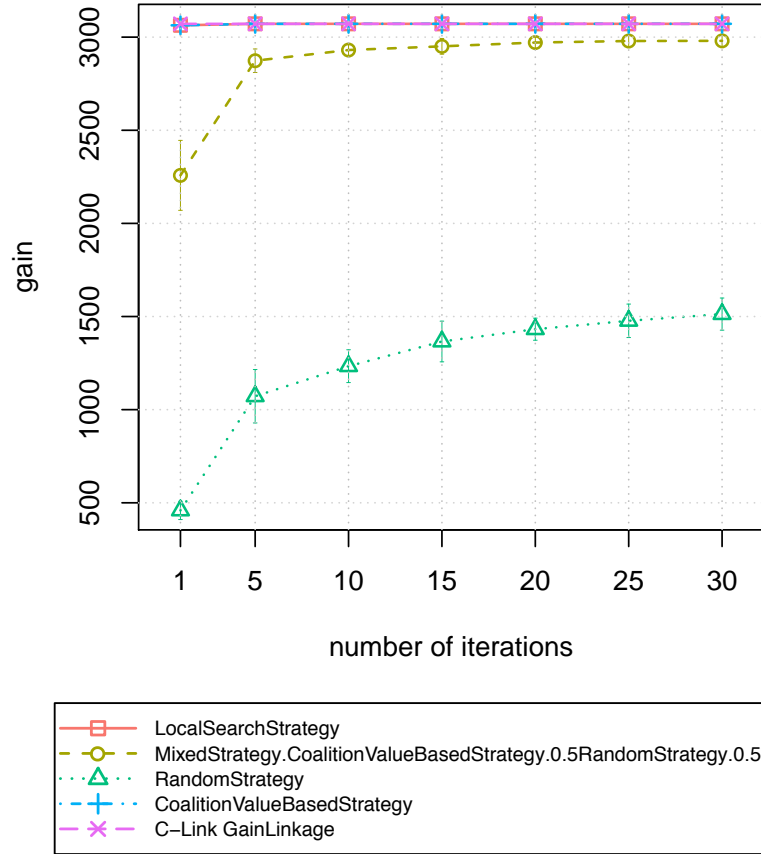 3000
2500
2000
1500
1000
500
gain
1 5 10 15 20 25 30
number of iterations
LocalSearchStrategy
MixedStrategy.CoalitionValueBasedStrategy.0.5RandomStrategy.0.5
RandomStrategy
CoalitionValueBasedStrategy
C−Link GainLinkage